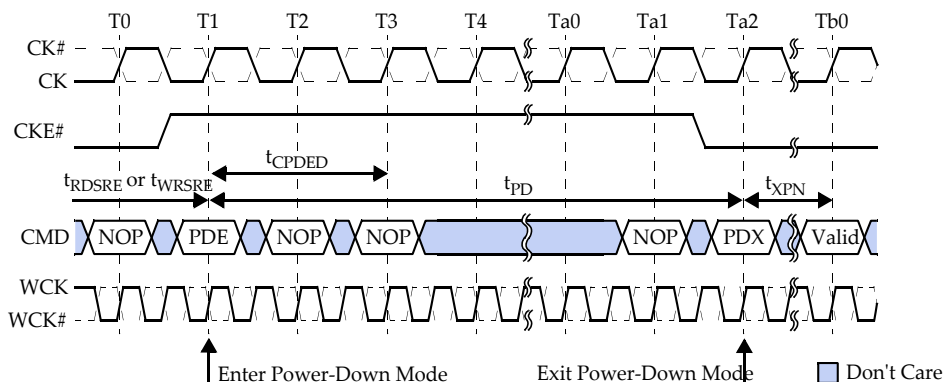 T0 T1 T2 T3 T4 Ta0 Ta1 Ta2 Tb0
CK#
CK
CKE#
tCPDED
tRDSRE or tWRSRE
tPD
tXPN
CMD NOP PDE NOP NOP NOP PDX Valid
WCK
WCK#
Enter Power-Down Mode Exit Power-Down Mode Don't Care